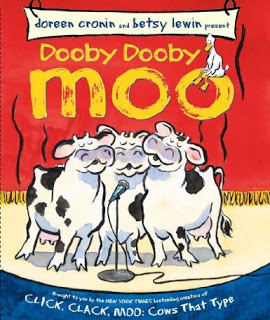 doreen cronin and betsy lewin present
Dooby Dooby
moo
Brought to you by the NEW YORK TIMES bestselling creators of
CLICK, CLACK, MOO: Cows That Type